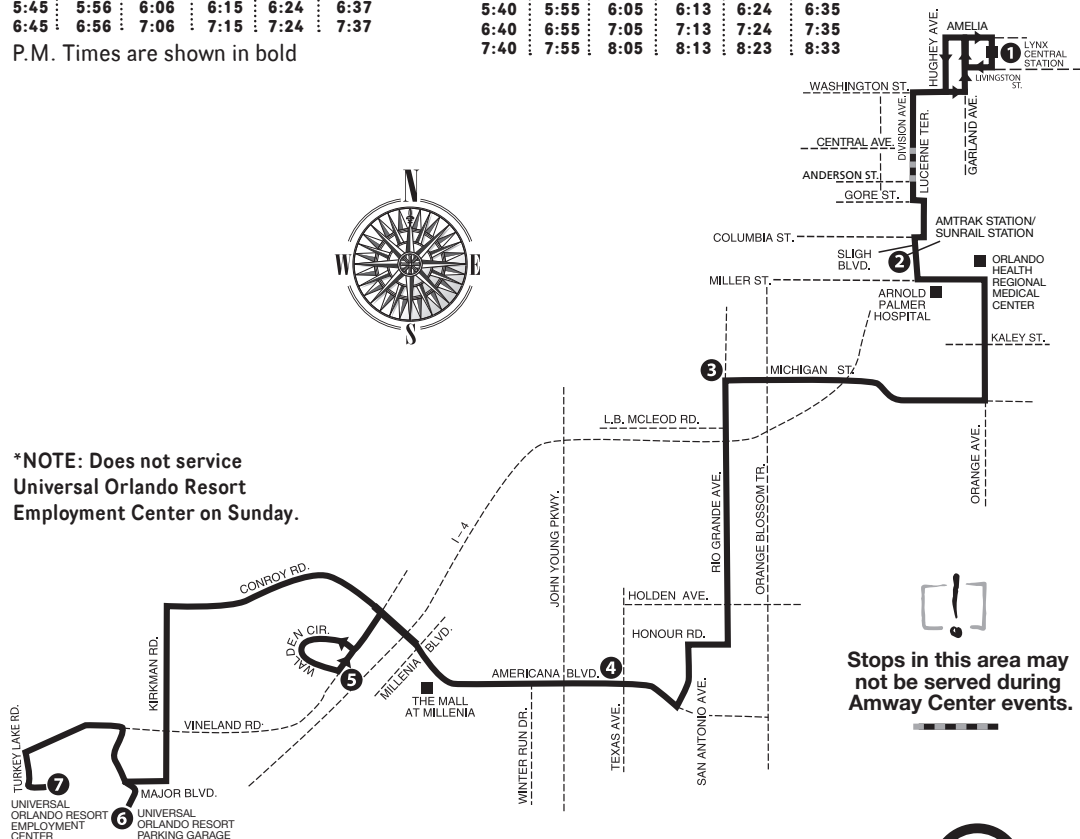 5:45 5:56 6:06 6:15 6:24 6:37
6:45 6:56 7:06 7:15 7:24 7:37
P.M. Times are shown in bold
5:40 5:55 6:05 6:13 6:24 6:35
6:40 6:55 7:05 7:13 7:24 7:35
7:40 7:55 8:05 8:13 8:23 8:33
HUGHEY AVE.
AMELIA
1
LYNX
CENTRAL
STATION
LIVINGSTON
ST.
WASHINGTON ST.
DIVISION AVE.
LUCERNE TER.
GARLAND AVE.
CENTRAL AVE.
ANDERSON ST.
GORE ST.
N
W
E
S
COLUMBIA ST.
AMTRAK STATION/
SUNRAIL STATION
SLIGH
BLVD.
2
ORLANDO
HEALTH
REGIONAL
MEDICAL
CENTER
MILLER ST.
ARNOLD
PALMER
HOSPITAL
KALEY ST.
3
MICHIGAN ST.
L.B. MCLEOD RD.
ORANGE AVE.
*NOTE: Does not service
Universal Orlando Resort
Employment Center on Sunday.
I-4
JOHN YOUNG PKWY.
RIO GRANDE AVE.
ORANGE BLOSSOM TR.
CONROY RD.
HOLDEN AVE.
HONOUR RD.
WALDEN CIR.
5
MILLENIA BLVD.
THE MALL
AT MILLENIA
AMERICANA BLVD.
4
KIRKMAN RD.
VINELAND RD.
WINTER RUN DR.
TEXAS AVE.
SAN ANTONIO AVE.
TURKEY LAKE RD.
7
MAJOR BLVD.
UNIVERSAL
ORLANDO RESORT
EMPLOYMENT
CENTER
6
UNIVERSAL
ORLANDO RESORT
PARKING GARAGE
!
Stops in this area may
not be served during
Amway Center events.